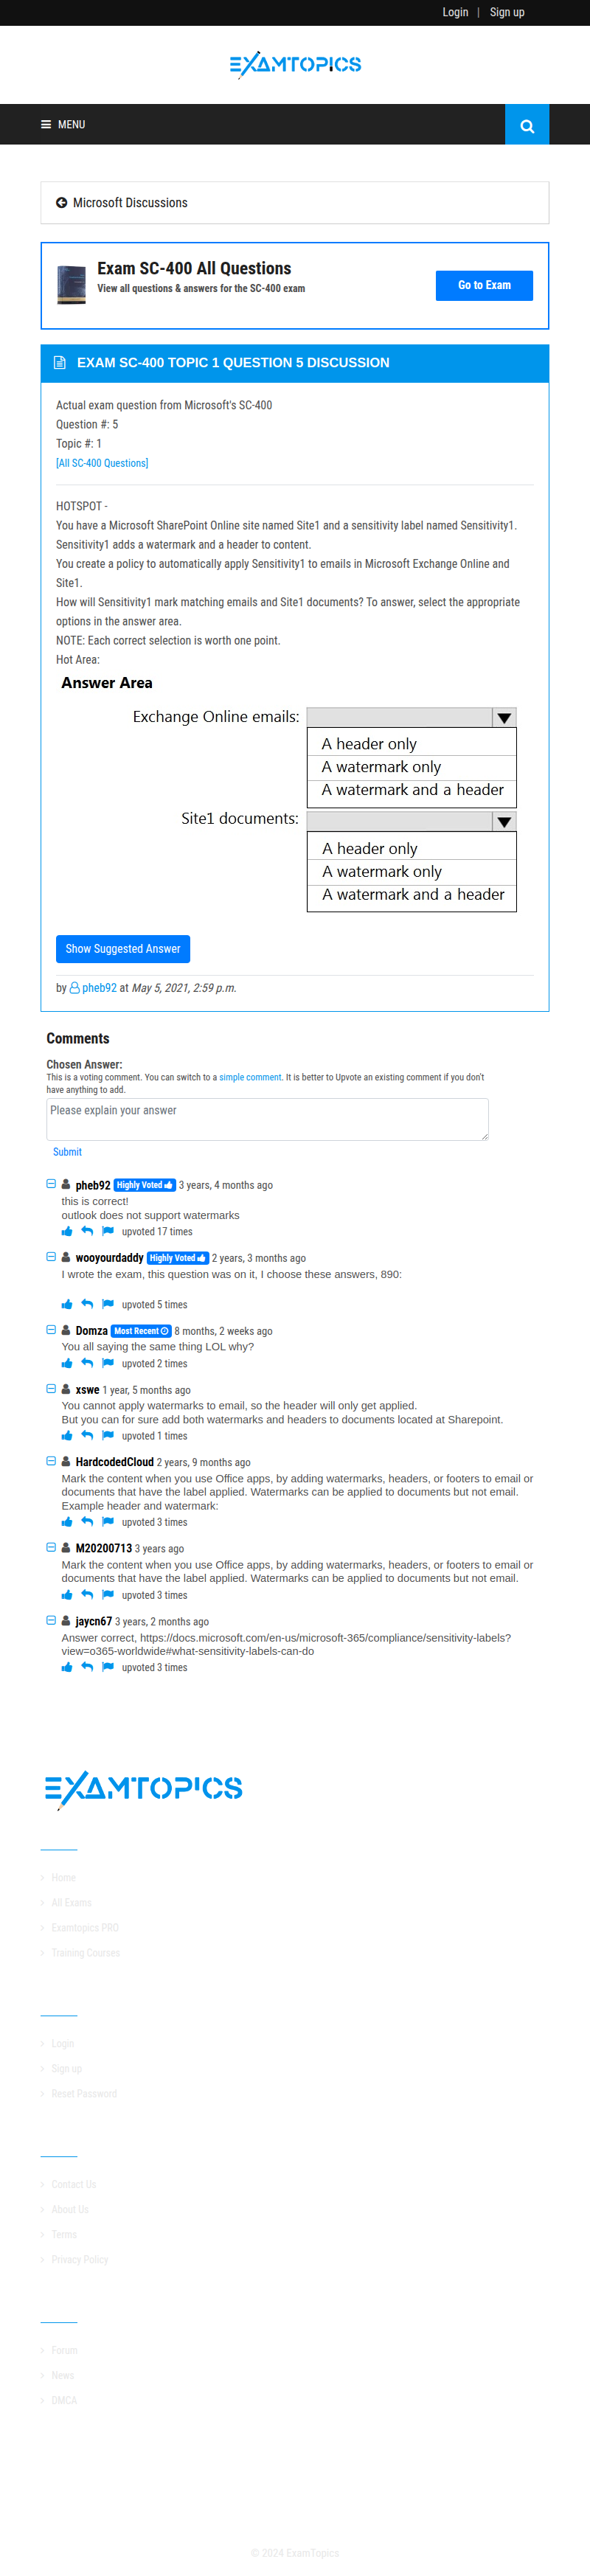 Login | Sign up
EXAMTOPICS
MENU
Microsoft Discussions
Exam SC-400 All Questions
View all questions & answers for the SC-400 exam
Go to Exam
EXAM SC-400 TOPIC 1 QUESTION 5 DISCUSSION
Actual exam question from Microsoft's SC-400
Question #: 5
Topic #: 1
[All SC-400 Questions]
HOTSPOT -
You have a Microsoft SharePoint Online site named Site1 and a sensitivity label named Sensitivity1.
Sensitivity1 adds a watermark and a header to content.
You create a policy to automatically apply Sensitivity1 to emails in Microsoft Exchange Online and
Site1.
How will Sensitivity1 mark matching emails and Site1 documents? To answer, select the appropriate
options in the answer area.
NOTE: Each correct selection is worth one point.
Hot Area:
Answer Area
Exchange Online emails:
A header only
A watermark only
A watermark and a header
Site1 documents:
A header only
A watermark only
A watermark and a header
Show Suggested Answer
by pheb92 at May 5, 2021, 2:59 p.m.
Comments
Chosen Answer:
This is a voting comment. You can switch to a simple comment. It is better to Upvote an existing comment if you don't
have anything to add.
Please explain your answer
Submit
pheb92 Highly Voted 3 years, 4 months ago
this is correct!
outlook does not support watermarks
upvoted 17 times
wooyourdaddy Highly Voted 2 years, 3 months ago
I wrote the exam, this question was on it, I choose these answers, 890:
upvoted 5 times
Domza Most Recent 8 months, 2 weeks ago
You all saying the same thing LOL why?
upvoted 2 times
xswe 1 year, 5 months ago
You cannot apply watermarks to email, so the header will only get applied.
But you can for sure add both watermarks and headers to documents located at Sharepoint.
upvoted 1 times
HardcodedCloud 2 years, 9 months ago
Mark the content when you use Office apps, by adding watermarks, headers, or footers to email or
documents that have the label applied. Watermarks can be applied to documents but not email.
Example header and watermark:
upvoted 3 times
M20200713 3 years ago
Mark the content when you use Office apps, by adding watermarks, headers, or footers to email or
documents that have the label applied. Watermarks can be applied to documents but not email.
upvoted 3 times
jaycn67 3 years, 2 months ago
Answer correct, https://docs.microsoft.com/en-us/microsoft-365/compliance/sensitivity-labels?
view=o365-worldwide#what-sensitivity-labels-can-do
upvoted 3 times
EXAMTOPICS
Home
All Exams
Examtopics PRO
Training Courses
Login
Sign up
Reset Password
Contact Us
About Us
Terms
Privacy Policy
Forum
News
DMCA
© 2024 ExamTopics